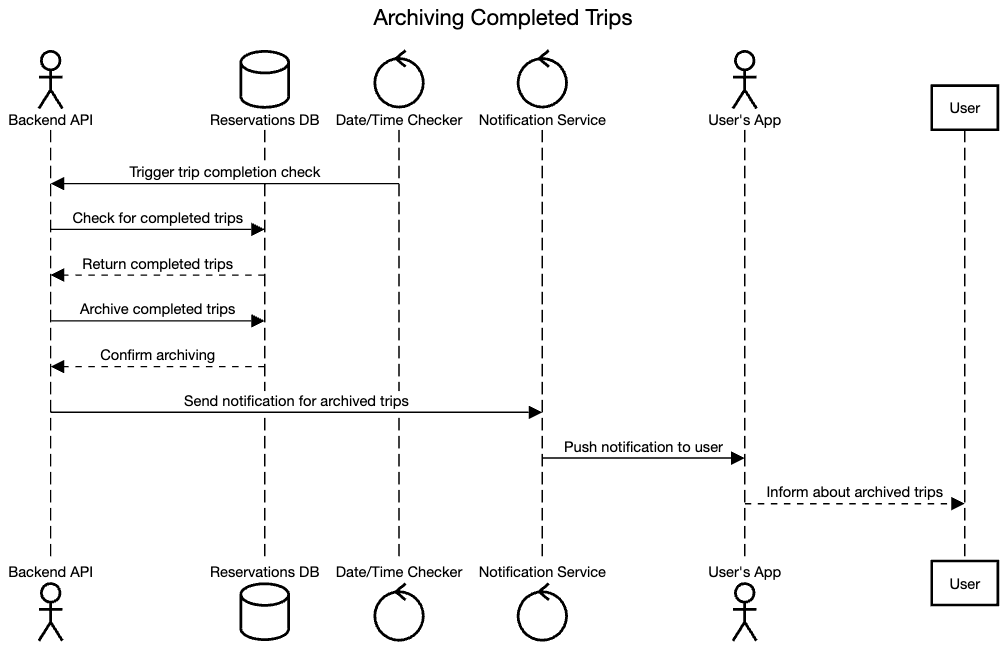 Archiving Completed Trips
Backend API
Reservations DB
Date/Time Checker
Notification Service
User's App
User
Trigger trip completion check
Check for completed trips
Return completed trips
Archive completed trips
Confirm archiving
Send notification for archived trips
Push notification to user
Inform about archived trips
Backend API
Reservations DB
Date/Time Checker
Notification Service
User's App
User